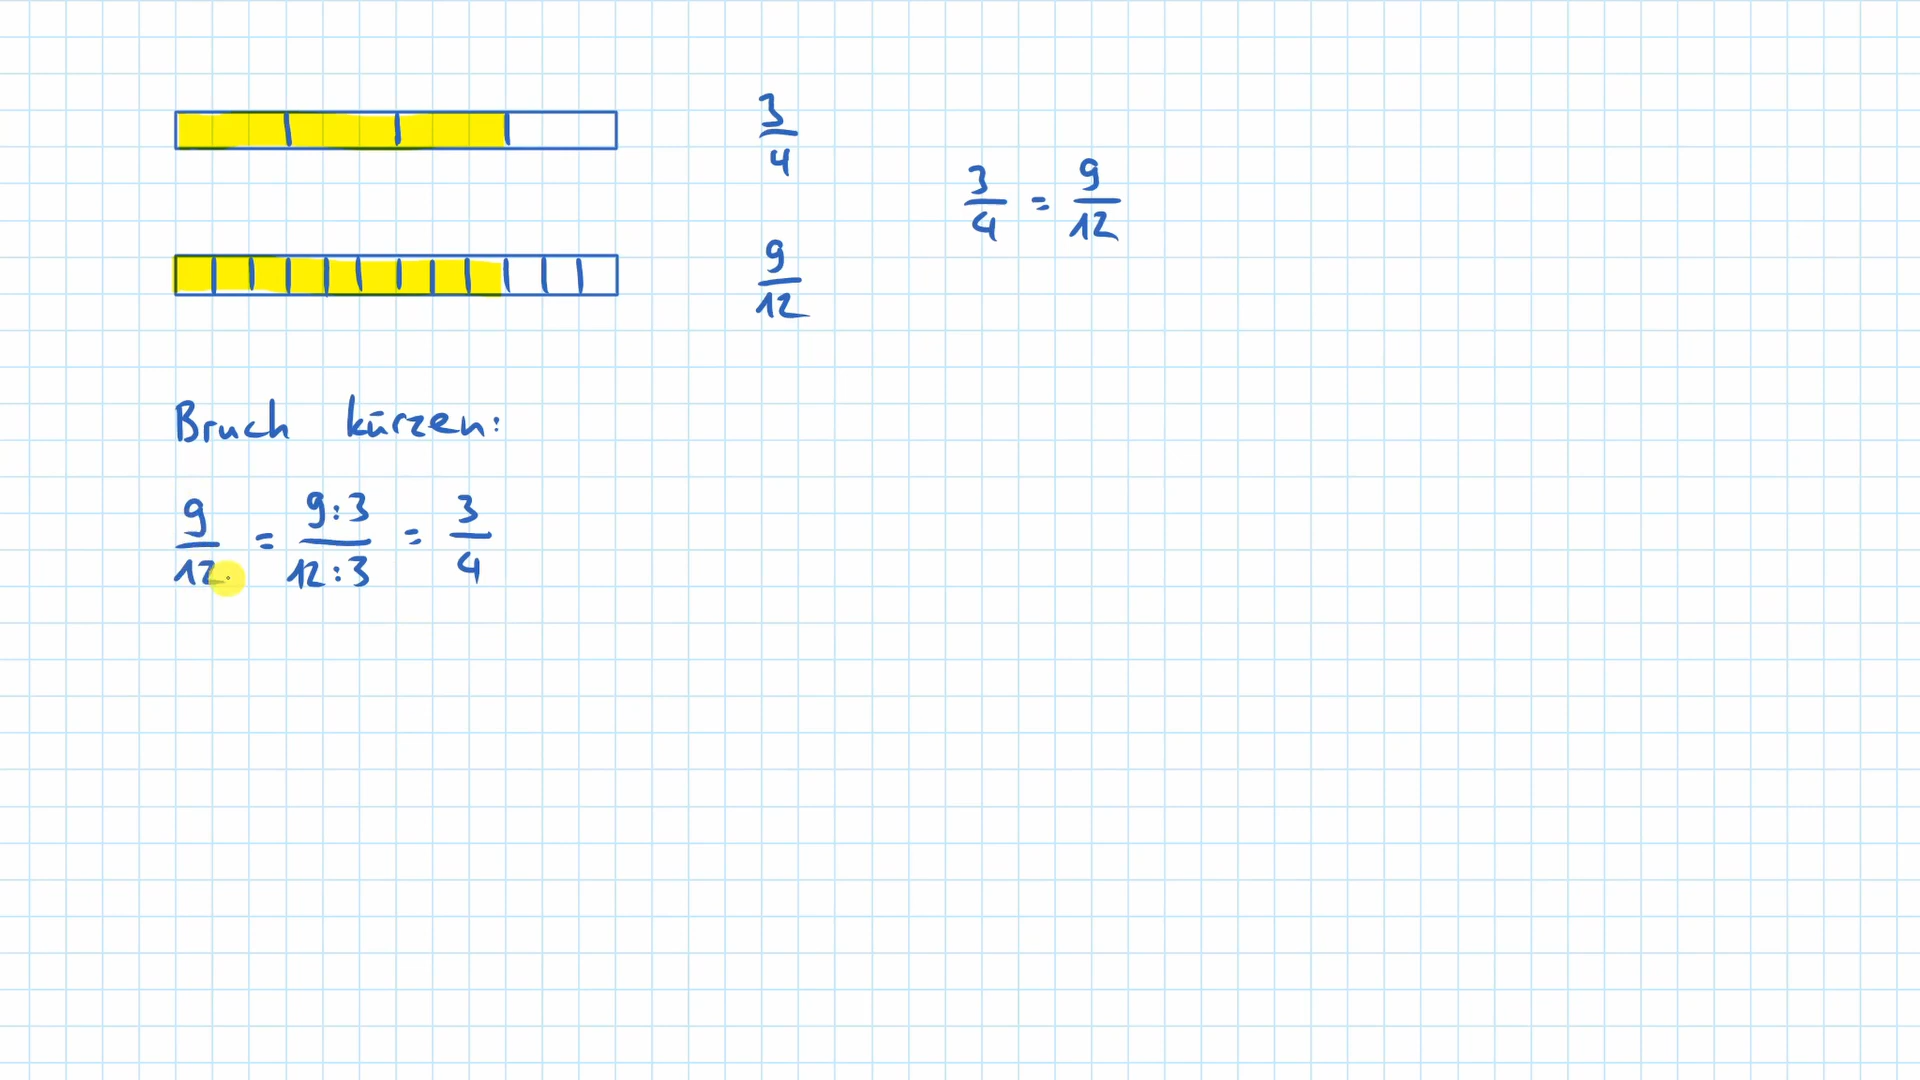 3/4
3/4 = 9/12
9/12
Bruch kürzen:
9/12 = 9:3/12:3 = 3/4